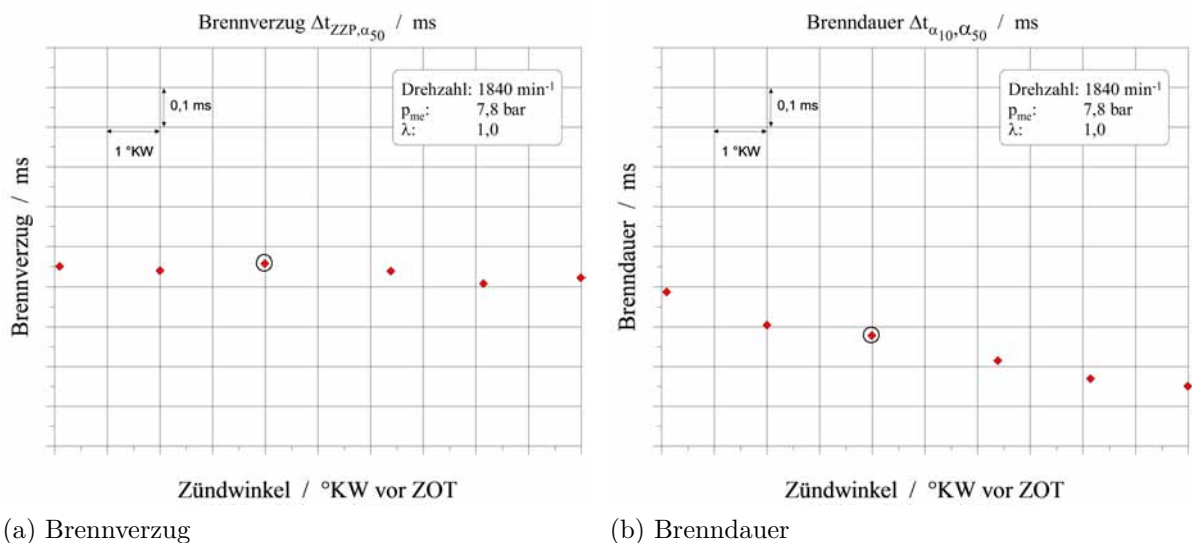 Brennverzug Δt_ZZP,α₅₀ / ms
Drehzahl: 1840 min⁻¹
p_me: 7,8 bar
λ: 1,0
0,1 ms
1 °KW
Brennverzug / ms
Zündwinkel / °KW vor ZOT
(a) Brennverzug
Brenndauer Δt_α₁₀,α₅₀ / ms
Drehzahl: 1840 min⁻¹
p_me: 7,8 bar
λ: 1,0
0,1 ms
1 °KW
Brenndauer / ms
Zündwinkel / °KW vor ZOT
(b) Brenndauer